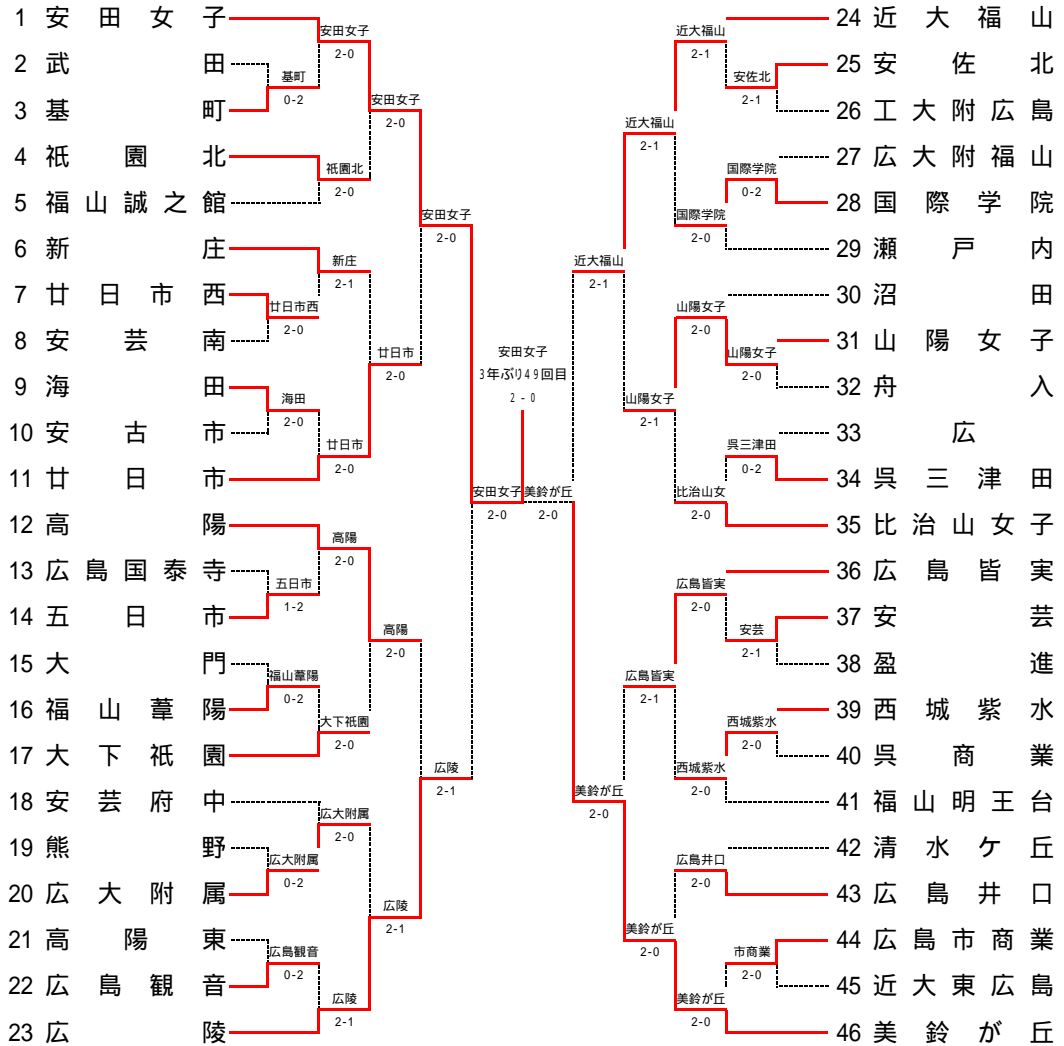 1 安田女子
2 武田
3 基町
4 祇園北
5 福山誠之館
6 新庄
7 廿日市西
8 安芸南
9 海田
10 安古市
11 廿日市
12 高陽
13 広島国泰寺
14 五日市
15 大門
16 福山葦陽
17 大下祇園
18 安芸府中
19 熊野
20 広大附属
21 高陽東
22 広島観音
23 広陵
基町
0-2
廿日市西
2-0
海田
2-0
五日市
1-2
福山葦陽
0-2
広大附属
0-2
広島観音
0-2
安田女子
2-0
祇園北
2-0
新庄
2-1
廿日市
2-0
高陽
2-0
大下祇園
2-0
広大附属
2-0
広陵
2-1
安田女子
2-0
廿日市
2-0
高陽
2-0
広陵
2-1
安田女子
2-0
広陵
2-1
安田女子
2-0
安田女子
3年ぶり49回目
2-0
美鈴が丘
2-0
近大福山
2-1
美鈴が丘
2-0
近大福山
2-1
山陽女子
2-1
広島皆実
2-1
美鈴が丘
2-0
近大福山
2-1
国際学院
2-0
山陽女子
2-0
比治山女
2-0
広島皆実
2-0
西城紫水
2-0
広島井口
2-0
美鈴が丘
2-0
安佐北
2-1
国際学院
0-2
山陽女子
2-0
呉三津田
0-2
安芸
2-1
西城紫水
2-0
市商業
2-0
24 近大福山
25 安佐北
26 工大附広島
27 広大附福山
28 国際学院
29 瀬戸内
30 沼田
31 山陽女子
32 舟入
33 広
34 呉三津田
35 比治山女子
36 広島皆実
37 安芸
38 盈進
39 西城紫水
40 呉商業
41 福山明王台
42 清水ケ丘
43 広島井口
44 広島市商業
45 近大東広島
46 美鈴が丘